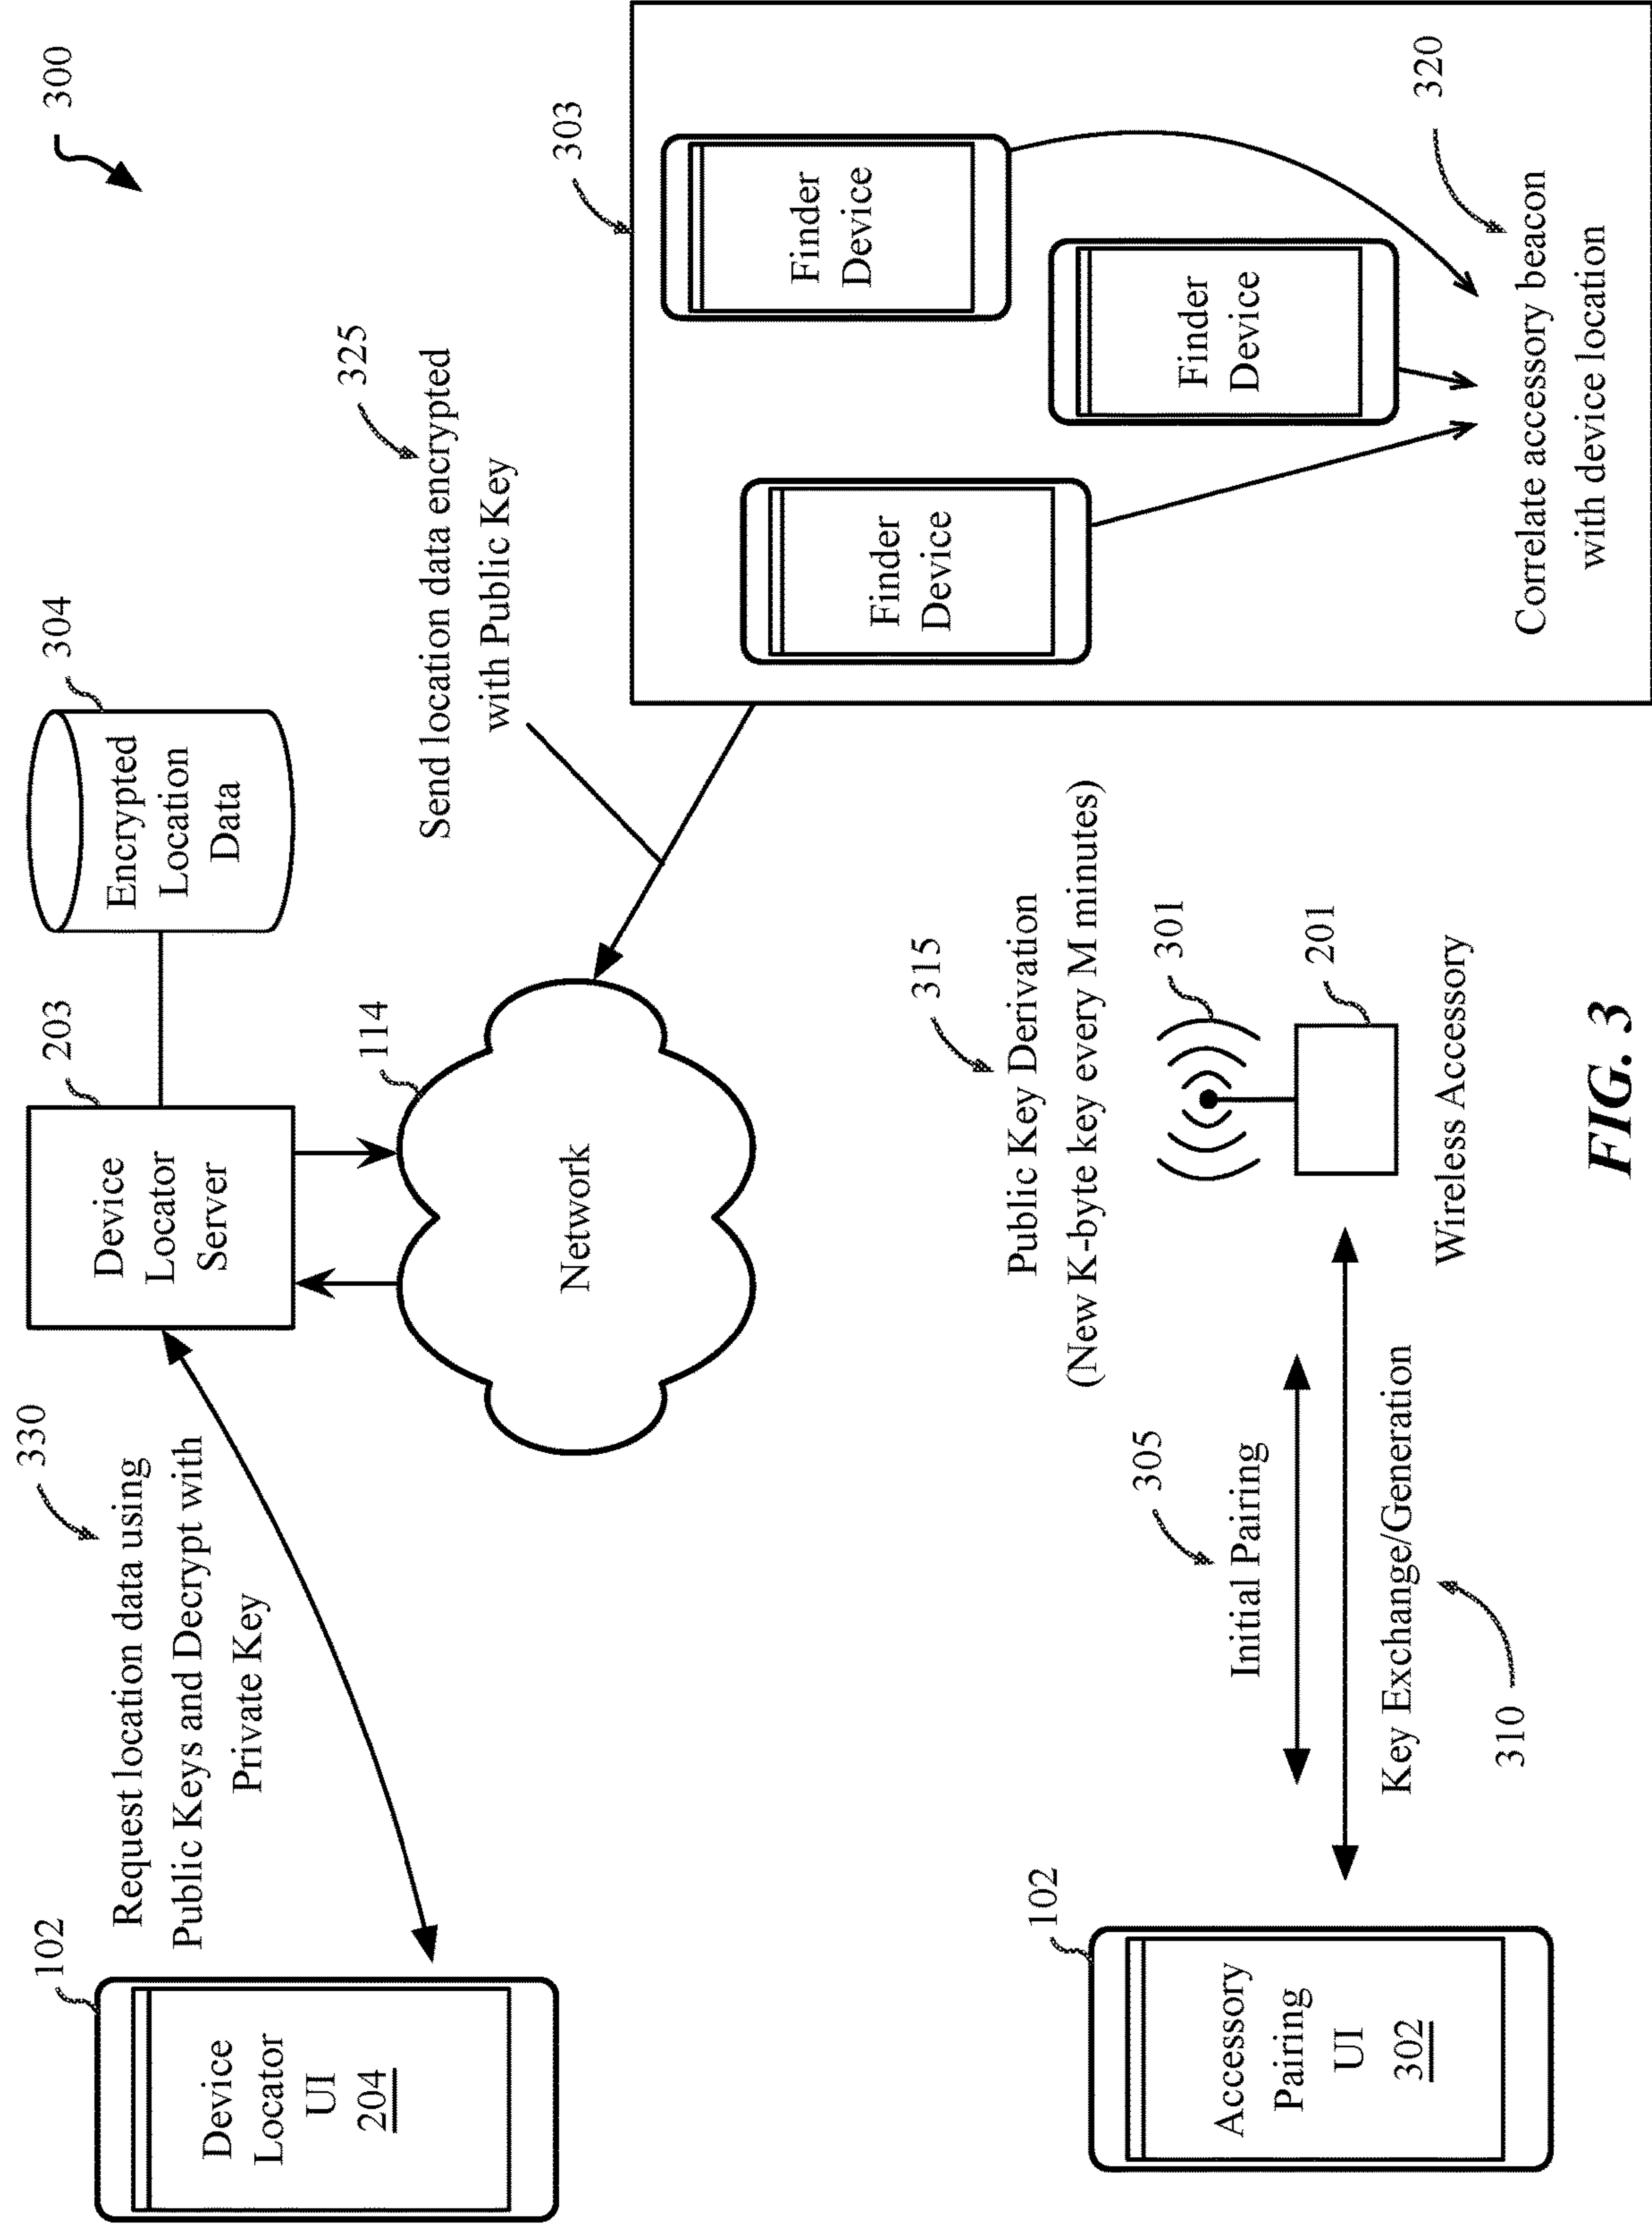 300
330
Request location data using
Public Keys and Decrypt with
Private Key
102
Device
Locator
UI
204
203
Device
Locator
Server
304
Encrypted
Location
Data
114
Network
325
Send location data encrypted
with Public Key
303
Finder
Device
Finder
Device
Finder
Device
320
Correlate accessory beacon
with device location
102
Accessory
Pairing
UI
302
305
Initial Pairing
Key Exchange/Generation
310
315
Public Key Derivation
(New K-byte key every M minutes)
301
201
Wireless Accessory
FIG. 3